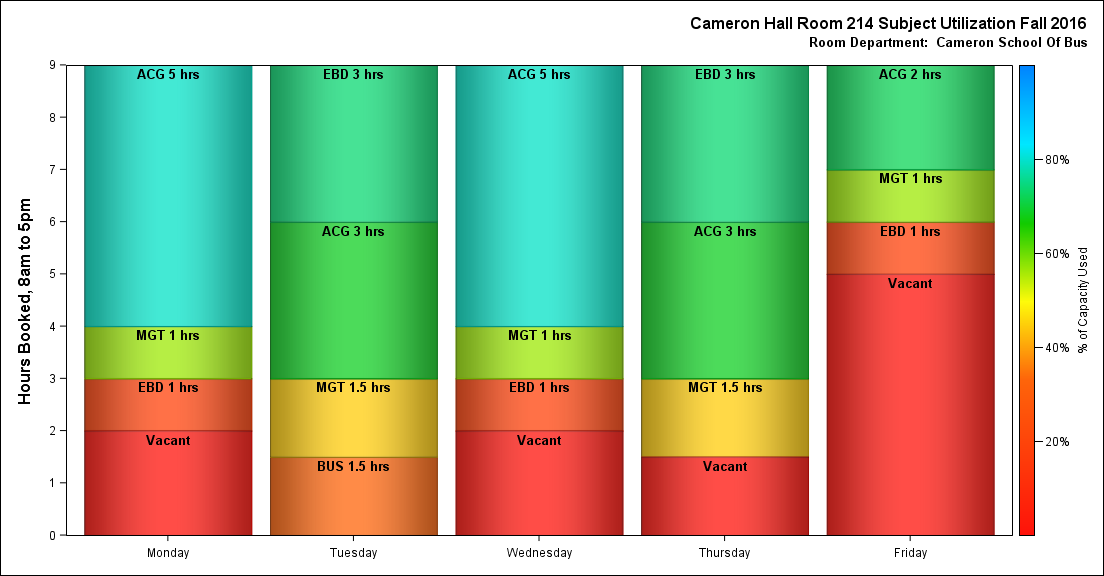 Cameron Hall Room 214 Subject Utilization Fall 2016
Room Department:  Cameron School Of Bus
Hours Booked, 8am to 5pm
9
8
7
6
5
4
3
2
1
0
ACG 5 hrs
MGT 1 hrs
EBD 1 hrs
Vacant
EBD 3 hrs
ACG 3 hrs
MGT 1.5 hrs
BUS 1.5 hrs
ACG 5 hrs
MGT 1 hrs
EBD 1 hrs
Vacant
EBD 3 hrs
ACG 3 hrs
MGT 1.5 hrs
Vacant
ACG 2 hrs
MGT 1 hrs
EBD 1 hrs
Vacant
Monday
Tuesday
Wednesday
Thursday
Friday
80%
60%
40%
20%
% of Capacity Used